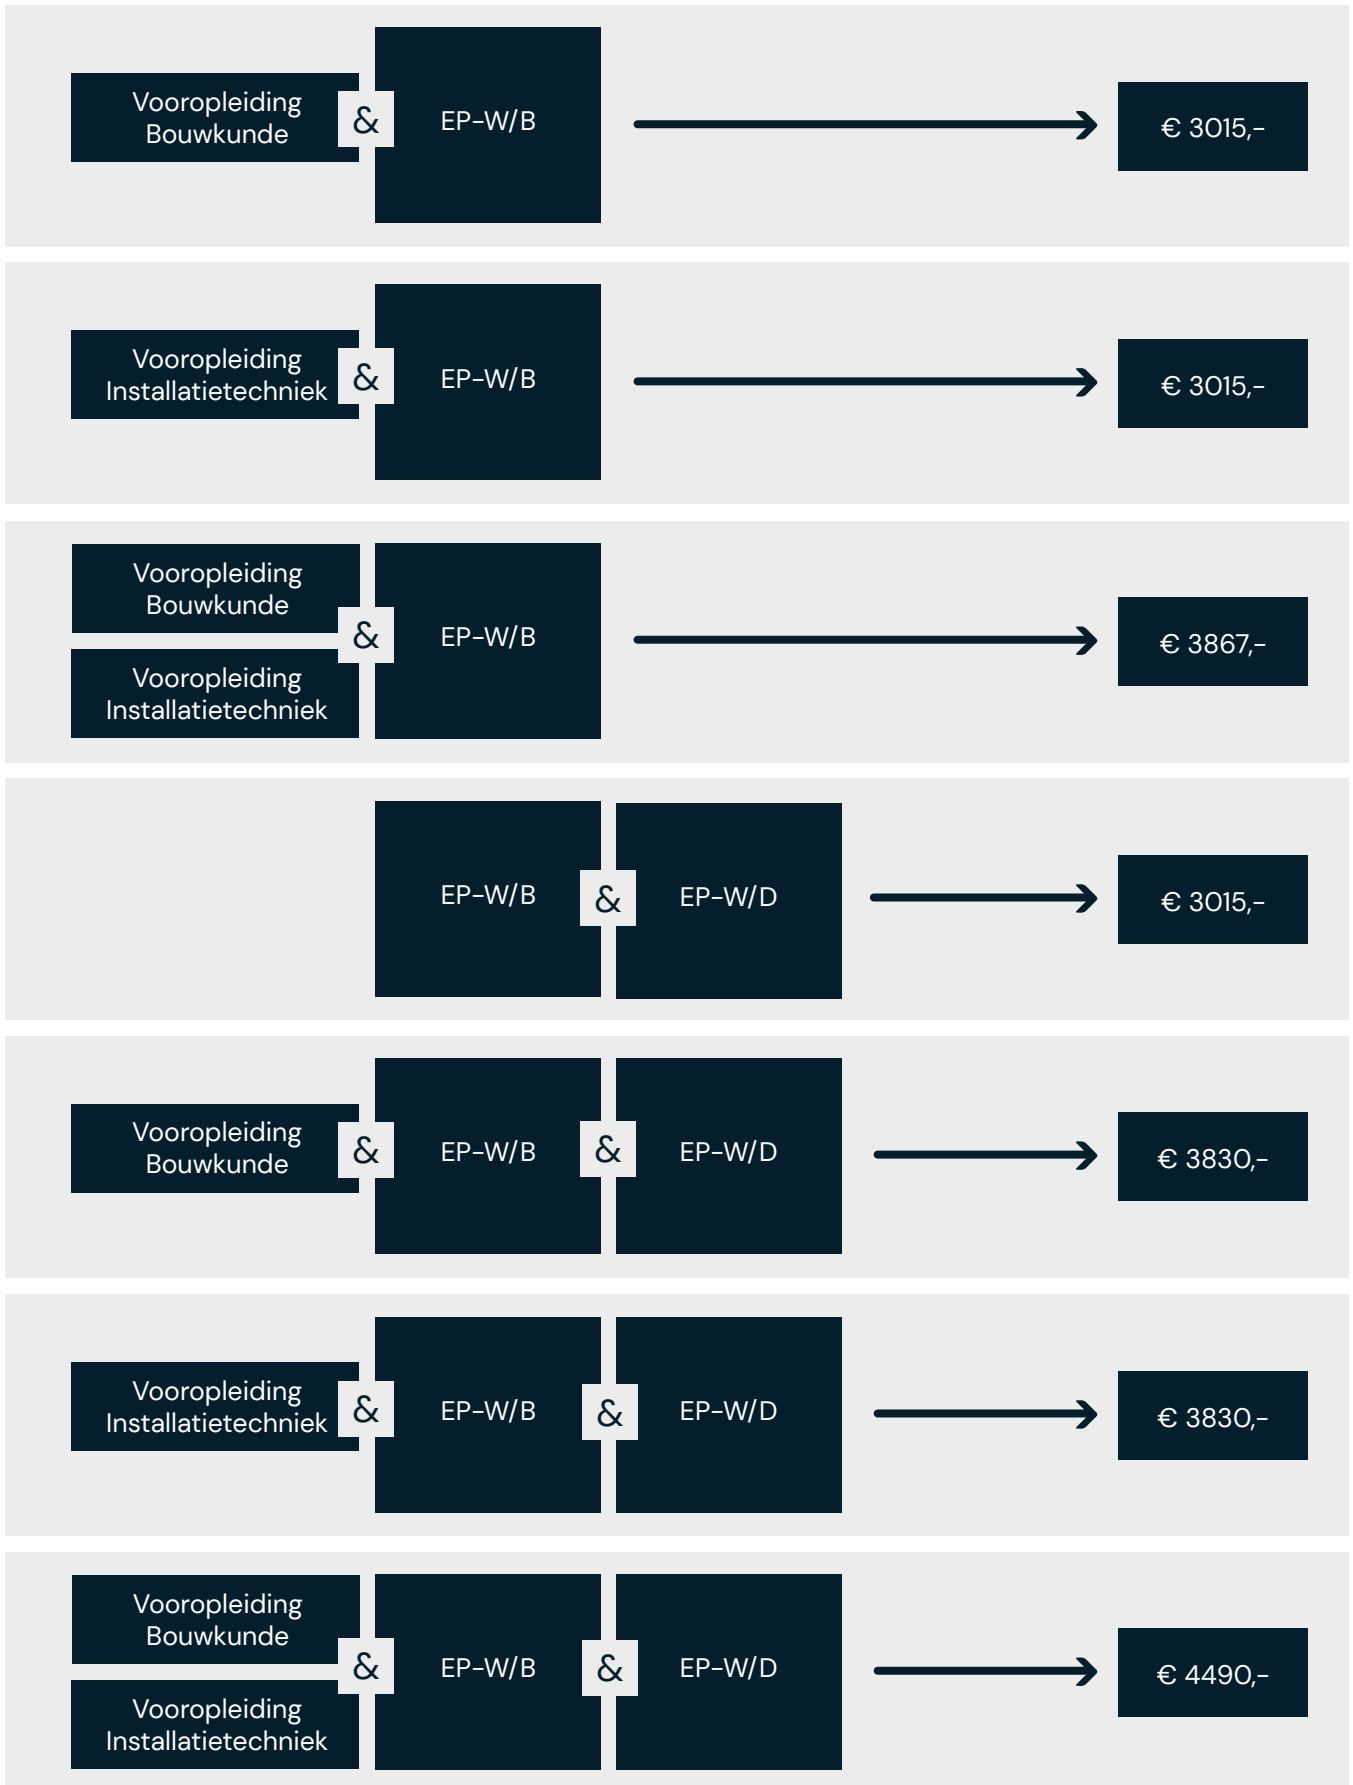 Vooropleiding
Bouwkunde
&
EP-W/B
€ 3015,-
Vooropleiding
Installatietechniek
&
EP-W/B
€ 3015,-
Vooropleiding
Bouwkunde
Vooropleiding
Installatietechniek
&
EP-W/B
€ 3867,-
EP-W/B
&
EP-W/D
€ 3015,-
Vooropleiding
Bouwkunde
&
EP-W/B
&
EP-W/D
€ 3830,-
Vooropleiding
Installatietechniek
&
EP-W/B
&
EP-W/D
€ 3830,-
Vooropleiding
Bouwkunde
Vooropleiding
Installatietechniek
&
EP-W/B
&
EP-W/D
€ 4490,-